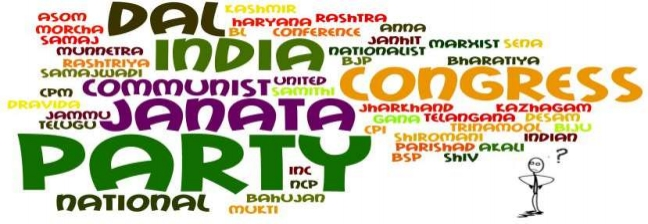 KASHMIR
ASOM DAL HARYANA RASHTRA
MORCHA BL CONFERENCE ANNA
SAMAJ JANHIT
MUNNETRA INDIA NATIONALIST MARXIST SENA
RASHTRIYA BJP BHARATIYA
SAMAJWADI
CPM COMMUNIST UNITED CONGRESS
SAMITHI
DRAVIDA JANATA JHARKHAND KAZHAGAM
JAMMU GANA TELANGANA DESAM
TELUGU CPI TRINAMOOL BIJU
SHIROMANI INDIAN
PARTY PARISHAD AKALI
BSP SHIV
INC ?
NCP
NATIONAL BAHUJAN
MUKTI